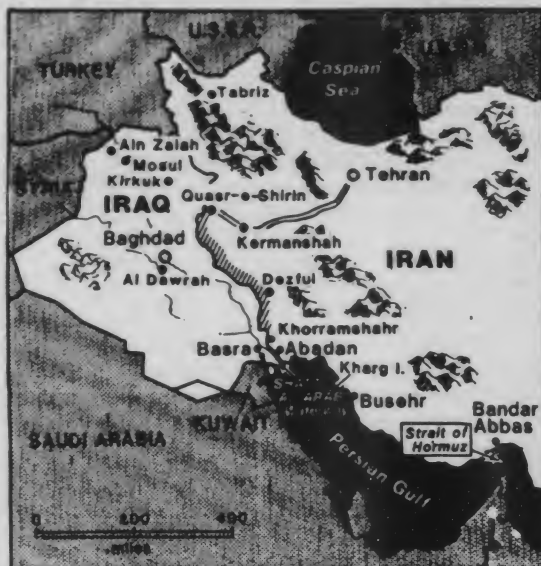 U.S.S.R.
TURKEY
Caspian
Sea
Tabriz
Ain Zalah
Mosul
Kirkuk
Tehran
Quasr-e-Shirin
IRAQ
Kermanshah
Baghdad
IRAN
Al Dawrah
Dezful
Khorramshahr
Basra
Abadan
Kharg I.
KUWAIT
Busehr
Bandar
Abbas
Strait of
Hormuz
SAUDI ARABIA
Persian Gulf
0 200 400
miles